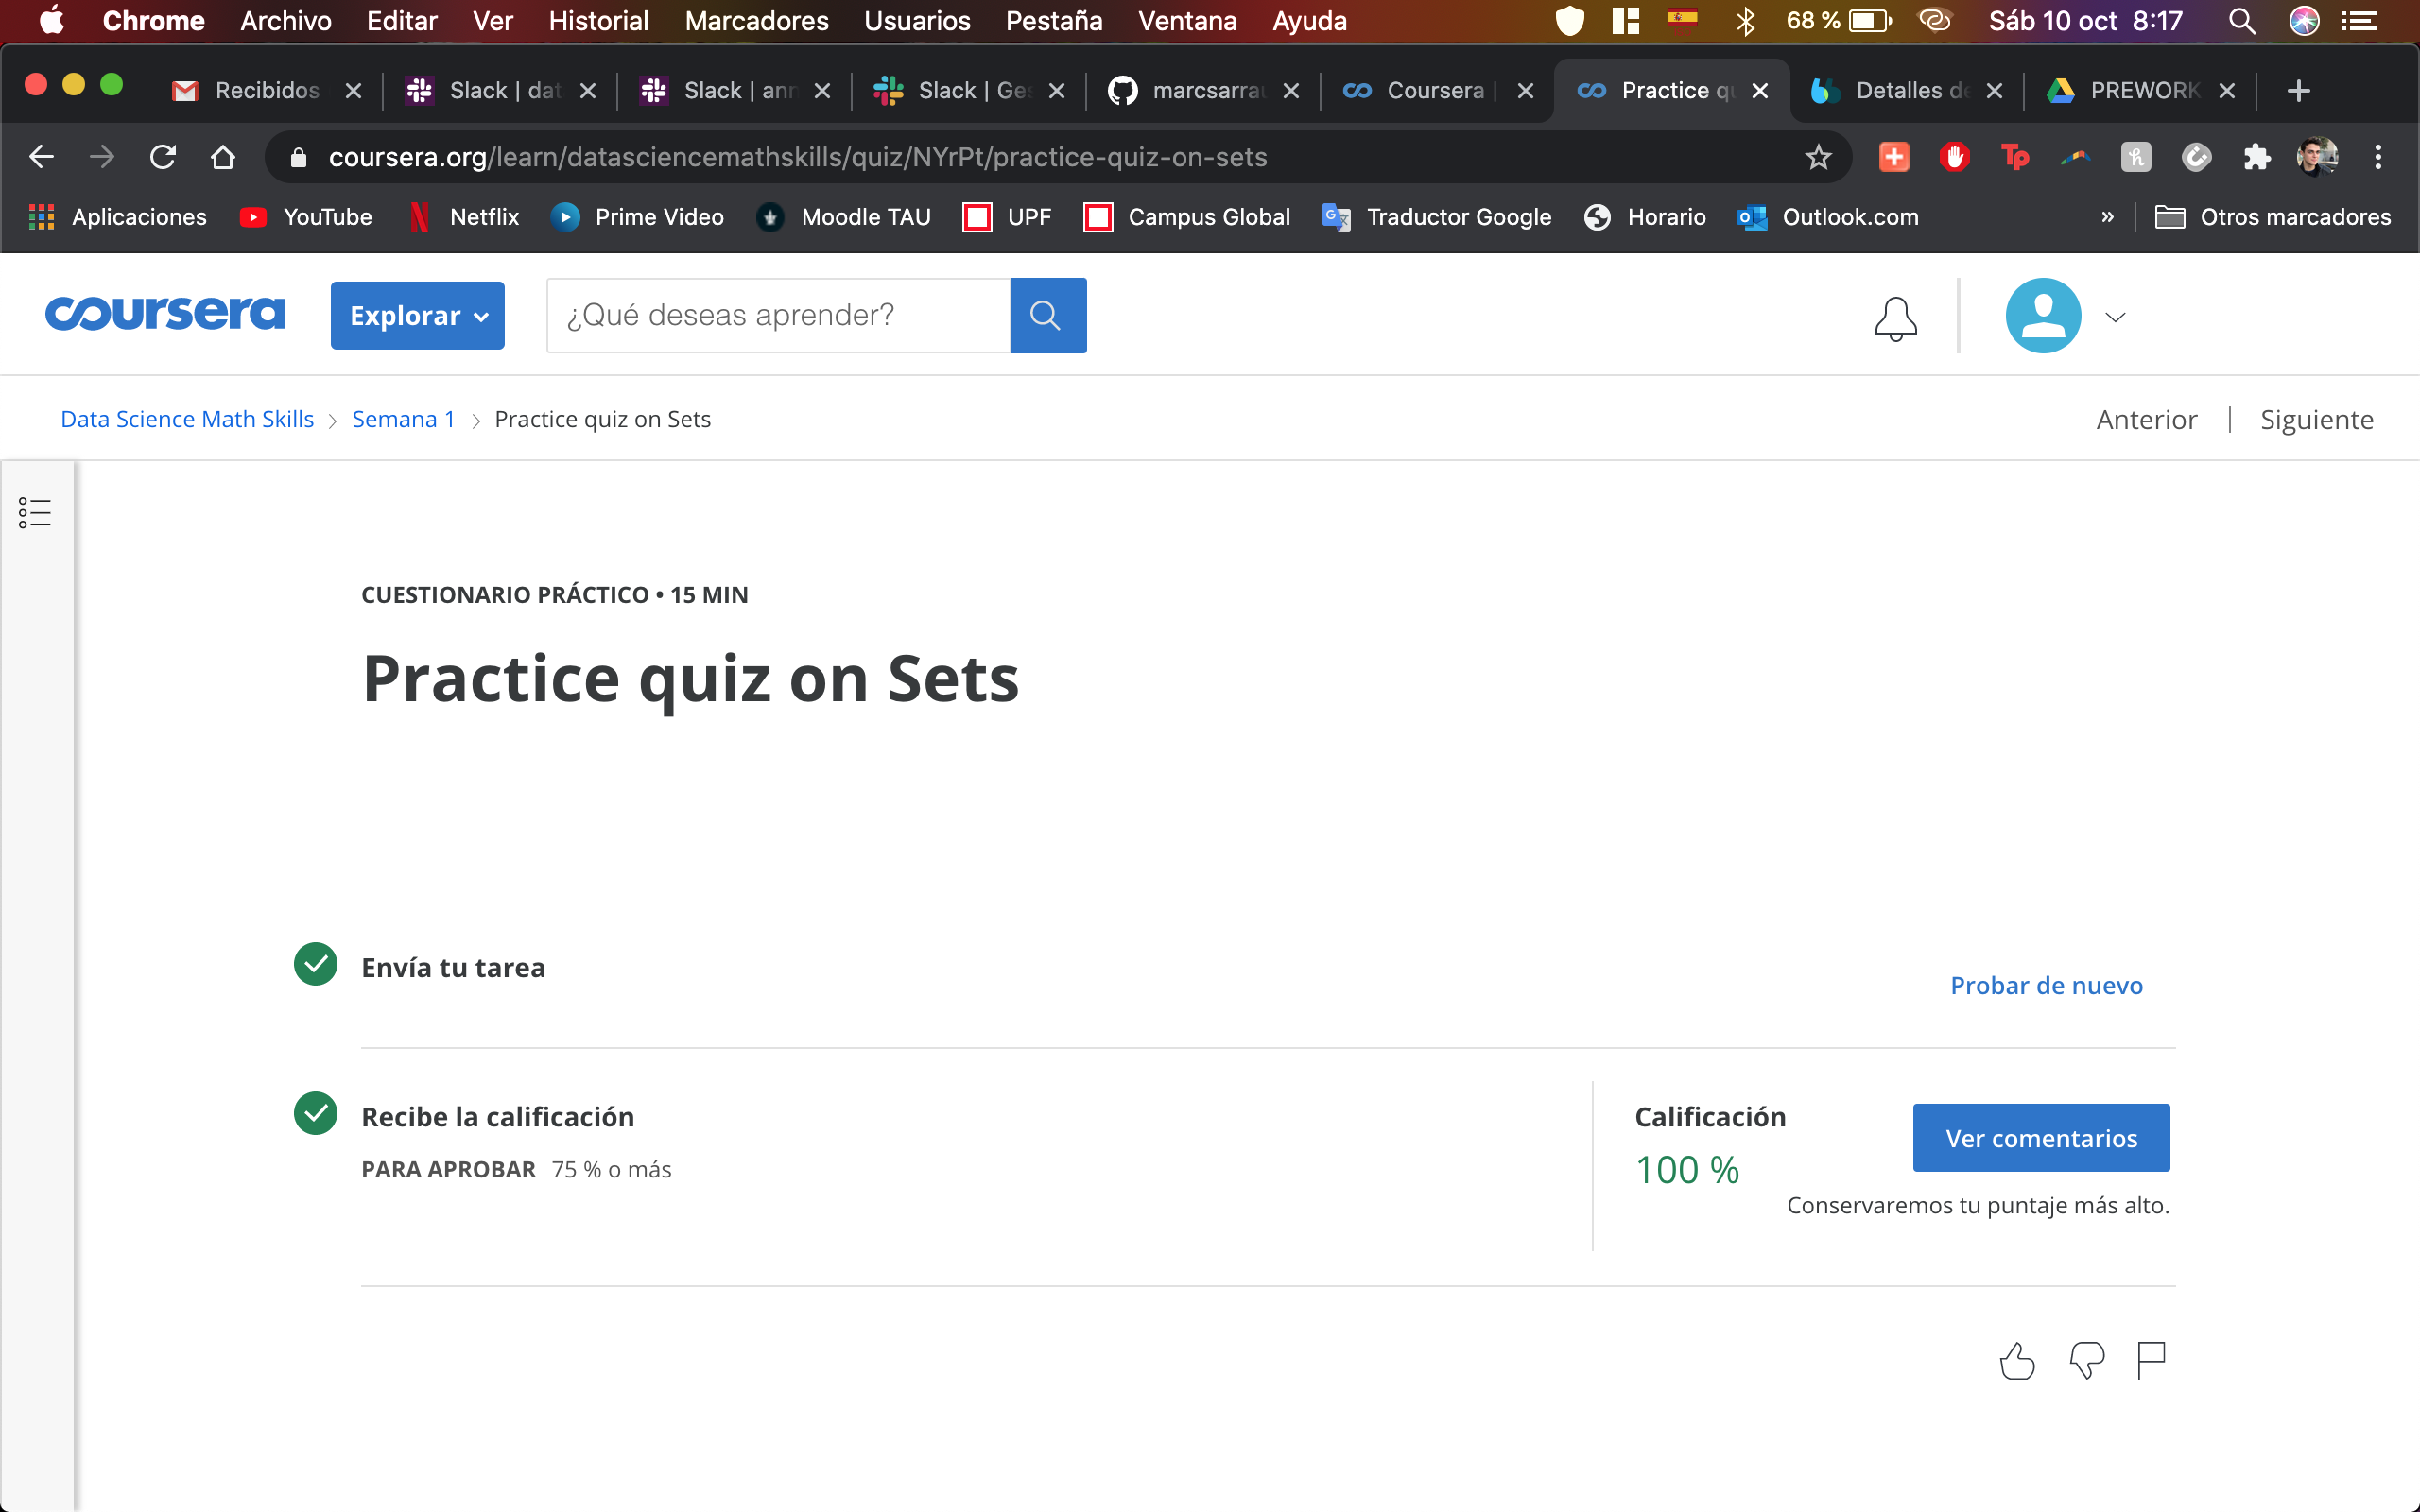 Chrome Archivo Editar Ver Historial Marcadores Usuarios Pestaña Ventana Ayuda 68 % Sáb 10 oct 8:17
Recibidos Slack | dat Slack | ann Slack | Ges marcsarrau Coursera | Practice qu Detalles de PREWORK
coursera.org/learn/datasciencemathskills/quiz/NYrPt/practice-quiz-on-sets
Aplicaciones YouTube Netflix Prime Video Moodle TAU UPF Campus Global Traductor Google Horario Outlook.com » Otros marcadores
coursera Explorar ¿Qué deseas aprender?
Data Science Math Skills > Semana 1 > Practice quiz on Sets Anterior | Siguiente
CUESTIONARIO PRÁCTICO • 15 MIN
Practice quiz on Sets
Envía tu tarea
Probar de nuevo
Recibe la calificación
PARA APROBAR 75 % o más
Calificación
100 %
Ver comentarios
Conservaremos tu puntaje más alto.